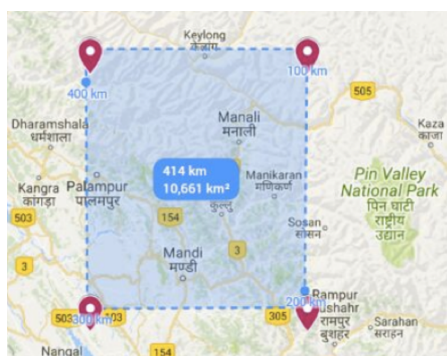 Keylong
केलांग
100 km
400 km
505
Kaza
काजा
Manali
मनाली
Dharamshala
धर्मशाला
414 km
10,661 km²
Manikaran
मणिकर्ण
Pin Valley
National Park
पिन घाटी
राष्ट्रीय
उद्यान
Kangra
कांगड़ा
Palampur
पालमपुर
कुल्लू
154
503
Sosan
सोसन
3
Mandi
मण्डी
3
200 km
Rampur
Bushahr
रामपुर
बुशहर
503
300 km
03
154
305
Sarahan
सराहन
Nangal